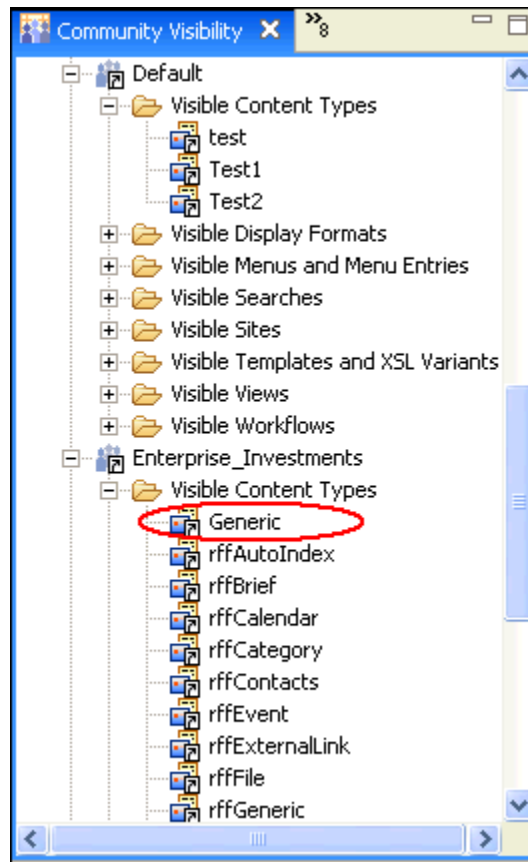 Community Visibility
»8
Default
Visible Content Types
test
Test1
Test2
Visible Display Formats
Visible Menus and Menu Entries
Visible Searches
Visible Sites
Visible Templates and XSL Variants
Visible Views
Visible Workflows
Enterprise_Investments
Visible Content Types
Generic
rffAutoIndex
rffBrief
rffCalendar
rffCategory
rffContacts
rffEvent
rffExternalLink
rffFile
rffGeneric